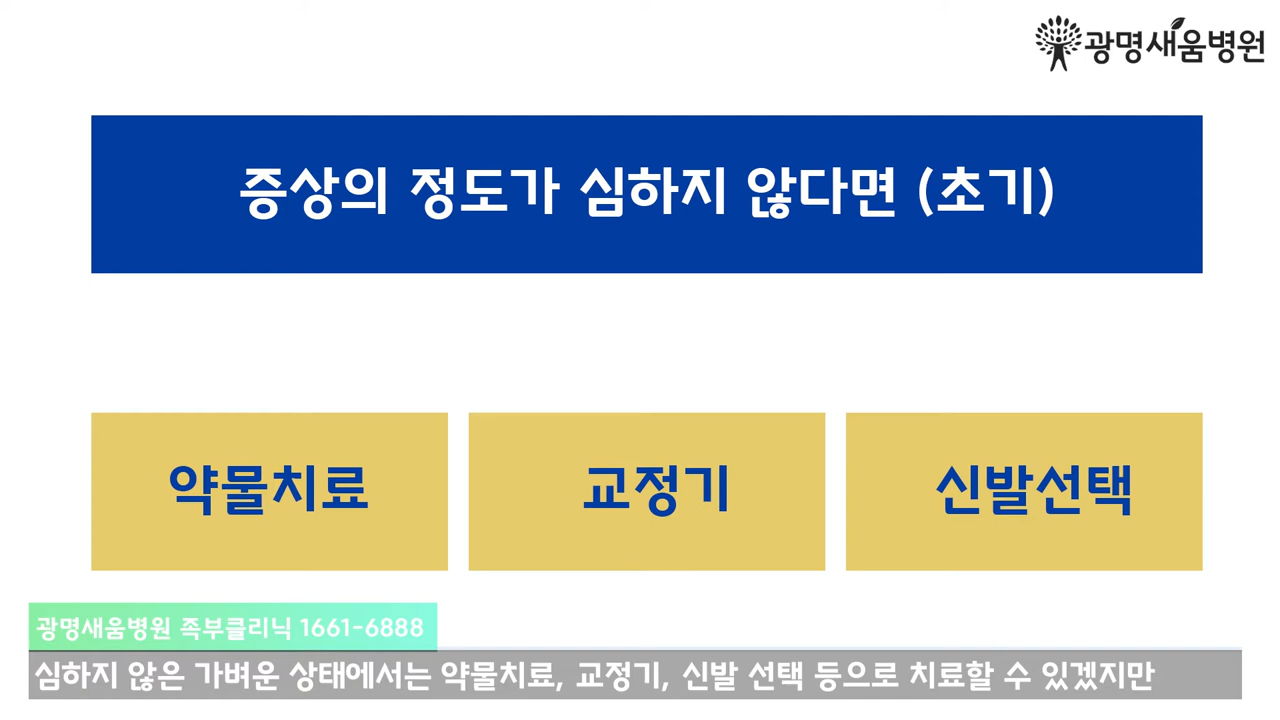 광명새움병원
증상의 정도가 심하지 않다면 (초기)
약물치료
교정기
신발선택
광명새움병원 족부클리닉 1661-6888
심하지 않은 가벼운 상태에서는 약물치료, 교정기, 신발 선택 등으로 치료할 수 있겠지만